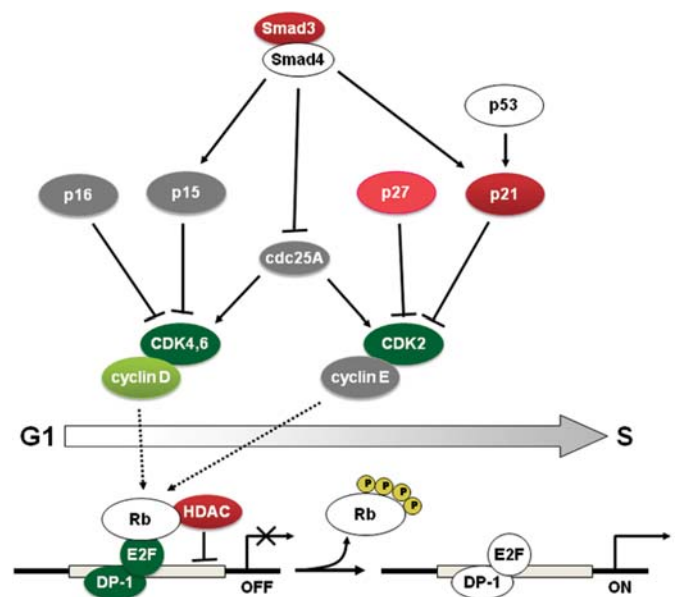 Smad3
Smad4
p53
p16
p15
p27
p21
cdc25A
CDK4,6
CDK2
cyclin D
cyclin E
G1
S
P
P
P
P
Rb
HDAC
Rb
E2F
E2F
DP-1
OFF
DP-1
ON